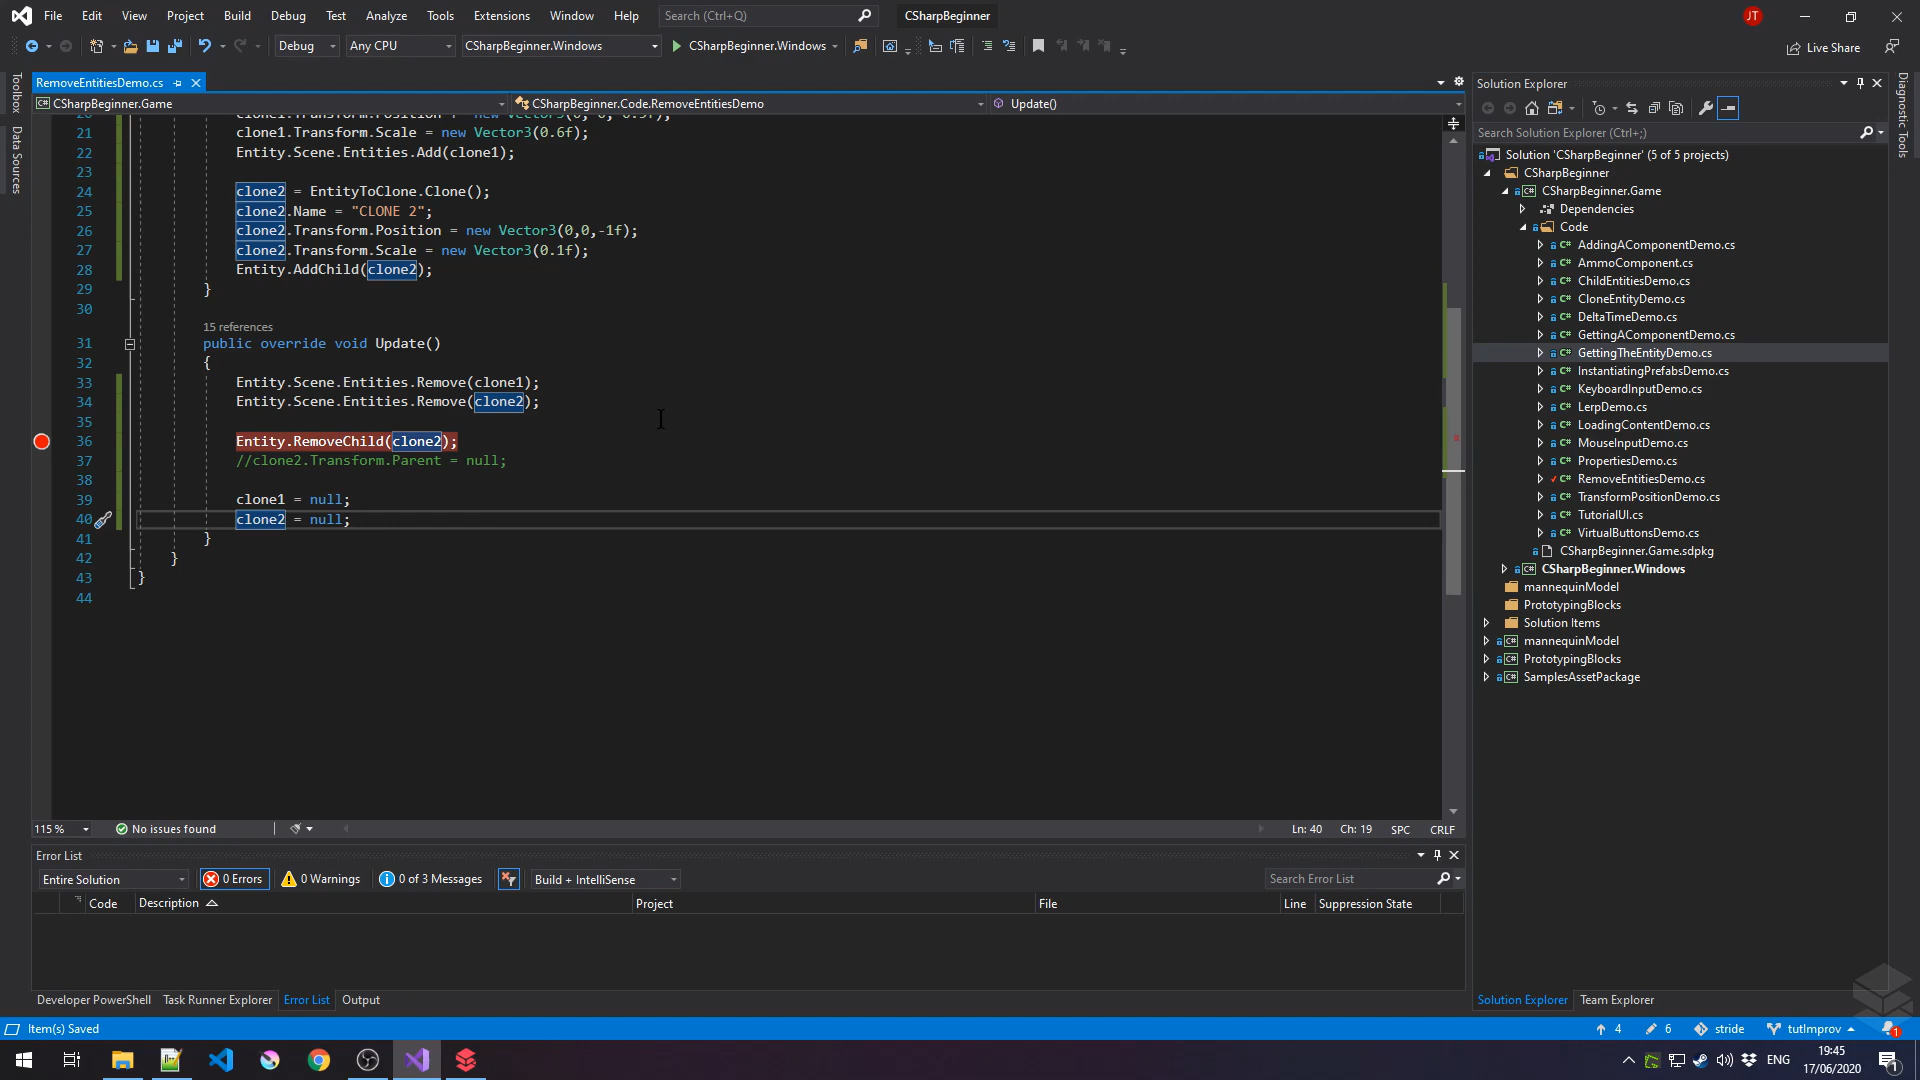 File Edit View Project Build Debug Test Analyze Tools Extensions Window Help Search (Ctrl+Q) CSharpBeginner JT
Debug Any CPU CSharpBeginner.Windows CSharpBeginner.Windows Live Share
Toolbox
Data Sources
RemoveEntitiesDemo.cs
CSharpBeginner.Game CSharpBeginner.Code.RemoveEntitiesDemo Update()
21 clone1.Transform.Scale = new Vector3(0.6f);
22 Entity.Scene.Entities.Add(clone1);
23
24 clone2 = EntityToClone.Clone();
25 clone2.Name = "CLONE 2";
26 clone2.Transform.Position = new Vector3(0,0,-1f);
27 clone2.Transform.Scale = new Vector3(0.1f);
28 Entity.AddChild(clone2);
29 }
30
15 references
31 public override void Update()
32 {
33 Entity.Scene.Entities.Remove(clone1);
34 Entity.Scene.Entities.Remove(clone2);
35
36 Entity.RemoveChild(clone2);
37 //clone2.Transform.Parent = null;
38
39 clone1 = null;
40 clone2 = null;
41 }
42 }
43 }
44
115 % No issues found Ln: 40 Ch: 19 SPC CRLF
Error List
Entire Solution 0 Errors 0 Warnings 0 of 3 Messages Build + IntelliSense Search Error List
Code Description Project File Line Suppression State
Developer PowerShell Task Runner Explorer Error List Output
Solution Explorer
Search Solution Explorer (Ctrl+;)
Solution 'CSharpBeginner' (5 of 5 projects)
CSharpBeginner
CSharpBeginner.Game
Dependencies
Code
AddingAComponentDemo.cs
AmmoComponent.cs
ChildEntitiesDemo.cs
CloneEntityDemo.cs
DeltaTimeDemo.cs
GettingAComponentDemo.cs
GettingTheEntityDemo.cs
InstantiatingPrefabsDemo.cs
KeyboardInputDemo.cs
LerpDemo.cs
LoadingContentDemo.cs
MouseInputDemo.cs
PropertiesDemo.cs
RemoveEntitiesDemo.cs
TransformPositionDemo.cs
TutorialUI.cs
VirtualButtonsDemo.cs
CSharpBeginner.Game.sdpkg
CSharpBeginner.Windows
mannequinModel
PrototypingBlocks
Solution Items
mannequinModel
PrototypingBlocks
SamplesAssetPackage
Solution Explorer Team Explorer
Diagnostic Tools
Item(s) Saved 4 6 stride tutImprov 1
ENG 19:45
17/06/2020 1